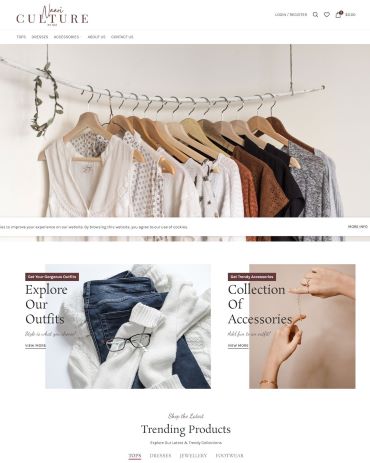 Naari
CULTURE
LOGIN / REGISTER
0
$0.00
TOPS DRESSES ACCESSORIES ABOUT US CONTACT US
ies to improve your experience on our website. By browsing this website, you agree to our use of cookies.
MORE INFO
Get Your Gorgeous Outfits
Explore
Our
Outfits
Style is what you choose!
VIEW MORE
Get Trendy Accessories
Collection
Of
Accessories
Add fun to an outfit!
VIEW MORE
Shop the Latest
Trending Products
Explore Our Latest & Trendy Collections
TOPS DRESSES JEWELLERY FOOTWEAR